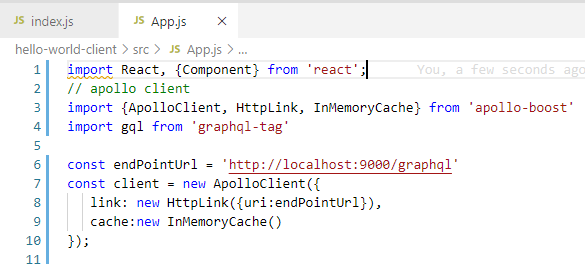 JS index.js JS App.js ×
hello-world-client > src > JS App.js > ...
1 import React, {Component} from 'react'; You, a few seconds ago
2 // apollo client
3 import {ApolloClient, HttpLink, InMemoryCache} from 'apollo-boost'
4 import gql from 'graphql-tag'
5
6 const endPointUrl = 'http://localhost:9000/graphql'
7 const client = new ApolloClient({
8 link: new HttpLink({uri:endPointUrl}),
9 cache:new InMemoryCache()
10 });
11